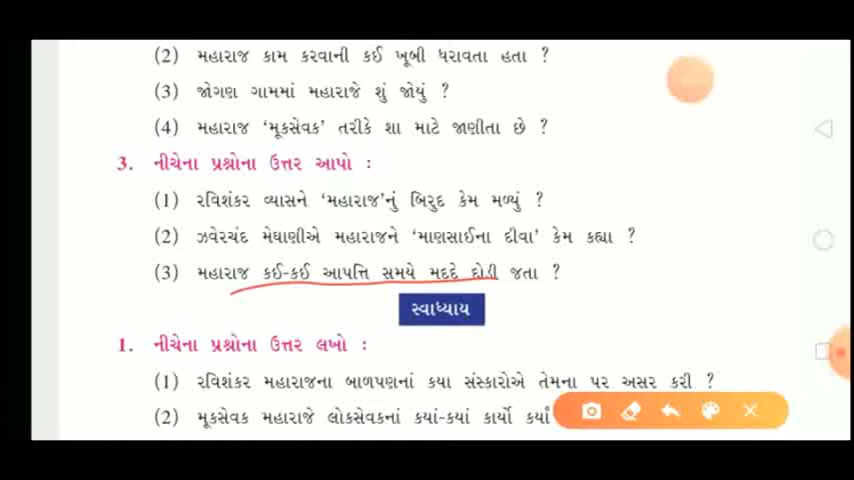 (2) મહારાજ કામ કરવાની કઈ ખૂબી ધરાવતા હતા ?
(3) જોગણ ગામમાં મહારાજે શું જોયું ?
(4) મહારાજ ‘મૂકસેવક’ તરીકે શા માટે જાણીતા છે ?
3. નીચેના પ્રશ્નોના ઉત્તર આપો :
(1) રવિશંકર વ્યાસને ‘મહારાજ’નું બિરુદ કેમ મળ્યું ?
(2) ઝવેરચંદ મેઘાણીએ મહારાજને ‘માણસાઈના દીવા’ કેમ કહ્યા ?
(3) મહારાજ કઈ-કઈ આપત્તિ સમયે મદદે દોડી જતા ?
સ્વાધ્યાય
1. નીચેના પ્રશ્નોના ઉત્તર લખો :
(1) રવિશંકર મહારાજના બાળપણનાં કયા સંસ્કારોએ તેમના પર અસર કરી ?
(2) મૂકસેવક મહારાજે લોકસેવકનાં કયાં-કયાં કાર્યો કર્યાં